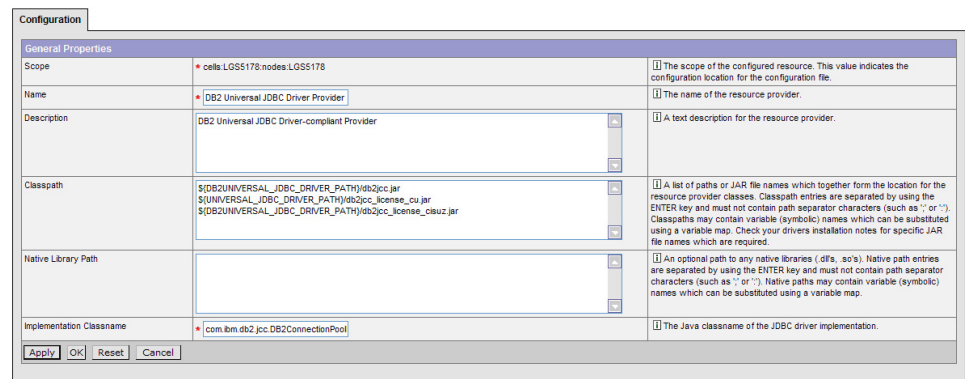 Configuration
General Properties
Scope
* cells:LGS5178:nodes:LGS5178
i The scope of the configured resource. This value indicates the
configuration location for the configuration file.
Name
* DB2 Universal JDBC Driver Provider
i The name of the resource provider.
Description
DB2 Universal JDBC Driver-compliant Provider
i A text description for the resource provider.
Classpath
${DB2UNIVERSAL_JDBC_DRIVER_PATH}/db2jcc.jar
${UNIVERSAL_JDBC_DRIVER_PATH}/db2jcc_license_cu.jar
${DB2UNIVERSAL_JDBC_DRIVER_PATH}/db2jcc_license_cisuz.jar
i A list of paths or JAR file names which together form the location for the
resource provider classes. Classpath entries are separated by using the
ENTER key and must not contain path separator characters (such as ';' or ':').
Classpaths may contain variable (symbolic) names which can be substituted
using a variable map. Check your drivers installation notes for specific JAR
file names which are required.
Native Library Path
i An optional path to any native libraries (.dll's, .so's). Native path entries
are separated by using the ENTER key and must not contain path separator
characters (such as ';' or ':'). Native paths may contain variable (symbolic)
names which can be substituted using a variable map.
Implementation Classname
* com.ibm.db2.jcc.DB2ConnectionPool
i The Java classname of the JDBC driver implementation.
Apply OK Reset Cancel